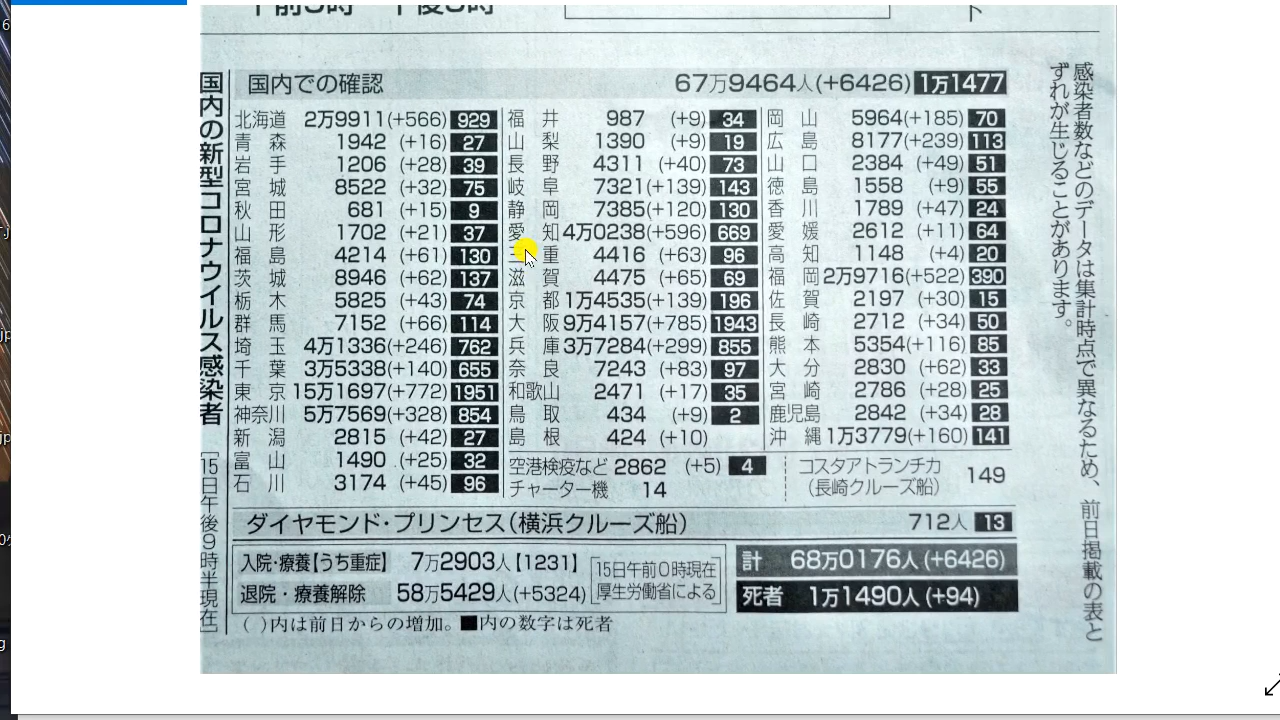 国内での確認 67万9464人(+6426) 1万1477
北海道 2万9911(+566) 929
青森 1942 (+16) 27
岩手 1206 (+28) 39
宮城 8522 (+32) 75
秋田 681 (+15) 9
山形 1702 (+21) 37
福島 4214 (+61) 130
茨城 8946 (+62) 137
栃木 5825 (+43) 74
群馬 7152 (+66) 114
埼玉 4万1336(+246) 762
千葉 3万5338(+140) 655
東京 15万1697(+772) 1951
神奈川 5万7569(+328) 854
新潟 2815 (+42) 27
富山 1490 (+25) 32
石川 3174 (+45) 96
福井 987 (+9) 34
山梨 1390 (+9) 19
長野 4311 (+40) 73
岐阜 7321(+139) 143
静岡 7385(+120) 130
愛知 4万0238(+596) 669
三重 4416 (+63) 96
滋賀 4475 (+65) 69
京都 1万4535(+139) 196
大阪 9万4157(+785) 1943
兵庫 3万7284(+299) 855
奈良 7243 (+83) 97
和歌山 2471 (+17) 35
鳥取 434 (+9) 2
島根 424 (+10)
岡山 5964(+185) 70
広島 8177(+239) 113
山口 2384 (+49) 51
徳島 1558 (+9) 55
香川 1789 (+47) 24
愛媛 2612 (+11) 64
高知 1148 (+4) 20
福岡 2万9716(+522) 390
佐賀 2197 (+30) 15
長崎 2712 (+34) 50
熊本 5354(+116) 85
大分 2830 (+62) 33
宮崎 2786 (+28) 25
鹿児島 2842 (+34) 28
沖縄 1万3779(+160) 141
空港検疫など 2862 (+5) 4
チャーター機 14
コスタアトランチカ
(長崎クルーズ船) 149
ダイヤモンド・プリンセス(横浜クルーズ船) 712人 13
入院・療養【うち重症】 7万2903人【1231】
退院・療養解除 58万5429人(+5324)
15日午前0時現在
厚生労働省による
計 68万0176人(+6426)
死者 1万1490人(+94)
( )内は前日からの増加。■内の数字は死者
国内の新型コロナウイルス感染者 [15日午後9時半現在]
感染者数などのデータは集計時点で異なるため、前日掲載の表と
ずれが生じることがあります。